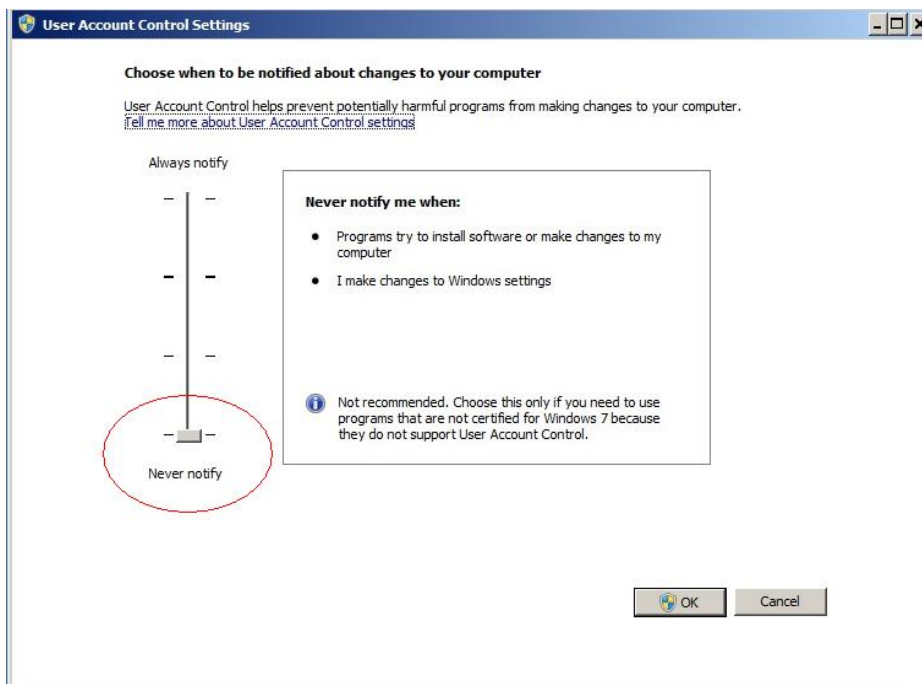 User Account Control Settings
Choose when to be notified about changes to your computer
User Account Control helps prevent potentially harmful programs from making changes to your computer.
Tell me more about User Account Control settings
Always notify
Never notify me when:
Programs try to install software or make changes to my
computer
I make changes to Windows settings
Not recommended. Choose this only if you need to use
programs that are not certified for Windows 7 because
they do not support User Account Control.
Never notify
OK
Cancel